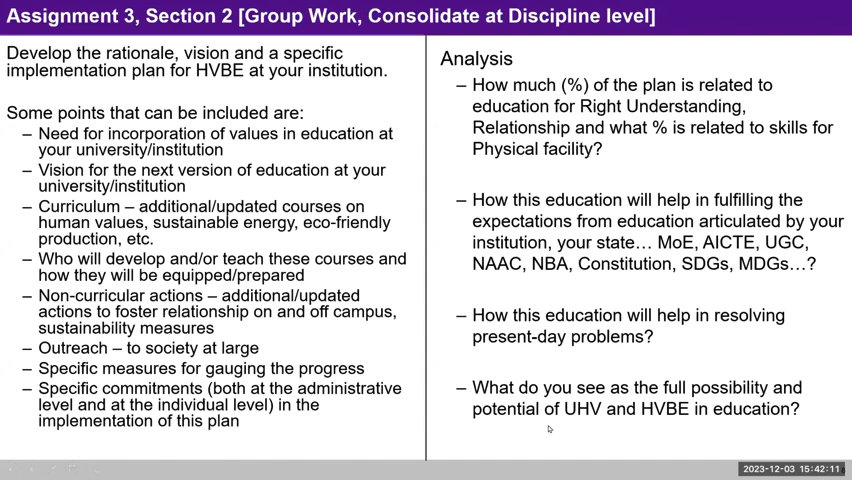 Assignment 3, Section 2 [Group Work, Consolidate at Discipline level]
Develop the rationale, vision and a specific
implementation plan for HVBE at your institution.
Some points that can be included are:
– Need for incorporation of values in education at
your university/institution
– Vision for the next version of education at your
university/institution
– Curriculum – additional/updated courses on
human values, sustainable energy, eco-friendly
production, etc.
– Who will develop and/or teach these courses and
how they will be equipped/prepared
– Non-curricular actions – additional/updated
actions to foster relationship on and off campus,
sustainability measures
– Outreach – to society at large
– Specific measures for gauging the progress
– Specific commitments (both at the administrative
level and at the individual level) in the
implementation of this plan
Analysis
– How much (%) of the plan is related to
education for Right Understanding,
Relationship and what % is related to skills for
Physical facility?
– How this education will help in fulfilling the
expectations from education articulated by your
institution, your state… MoE, AICTE, UGC,
NAAC, NBA, Constitution, SDGs, MDGs…?
– How this education will help in resolving
present-day problems?
– What do you see as the full possibility and
potential of UHV and HVBE in education?
2023-12-03 15:42:11